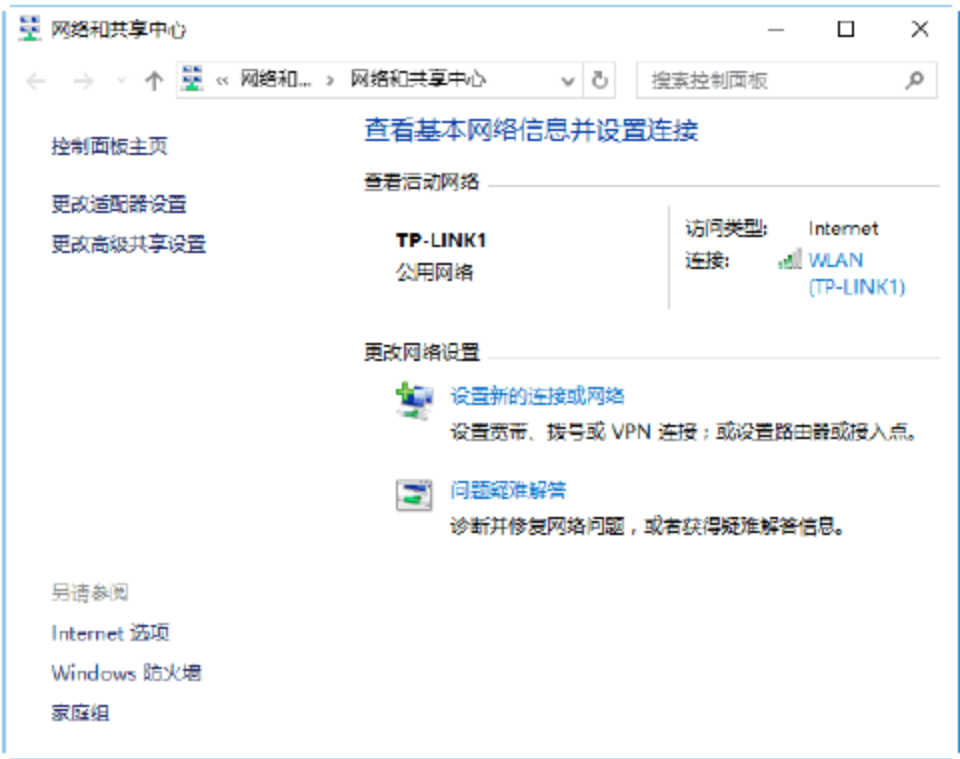 网络和共享中心
« 网络和... › 网络和共享中心
搜索控制面板
控制面板主页
更改适配器设置
更改高级共享设置
查看基本网络信息并设置连接
查看活动网络
TP-LINK1
公用网络
访问类型: Internet
连接: WLAN
(TP-LINK1)
更改网络设置
设置新的连接或网络
设置宽带、拨号或 VPN 连接；或设置路由器或接入点。
问题疑难解答
诊断并修复网络问题，或者获得疑难解答信息。
另请参阅
Internet 选项
Windows 防火墙
家庭组